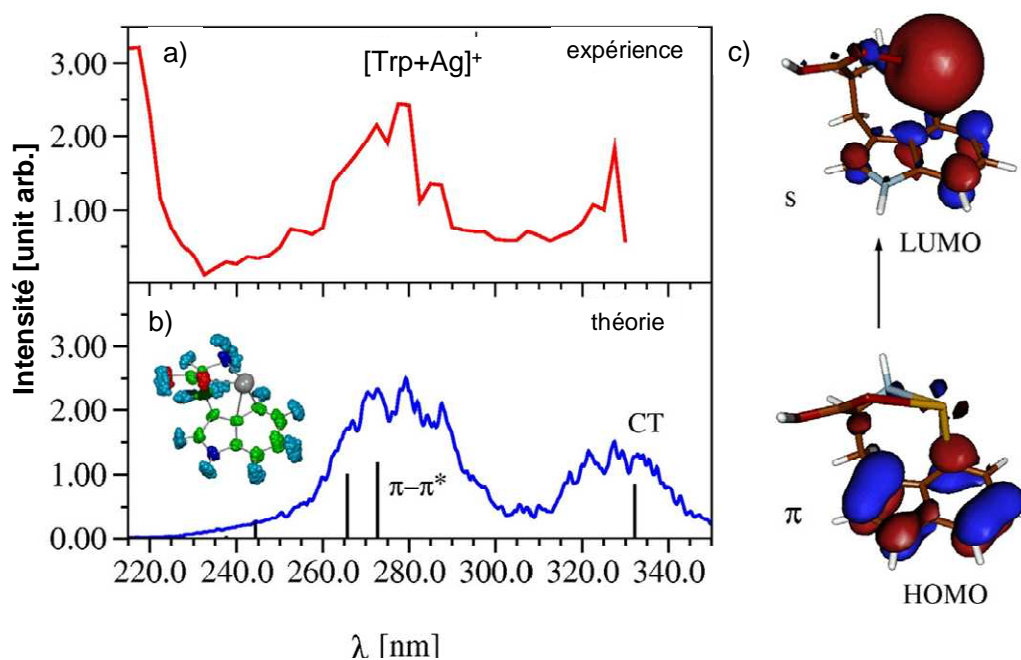 a)
[Trp+Ag]⁺
expérience
3.00
2.00
1.00
b)
théorie
3.00
2.00
1.00
0.00
CT
π–π*
220.0 240.0 260.0 280.0 300.0 320.0 340.0
λ [nm]
Intensité [unit arb.]
c)
s
LUMO
π
HOMO